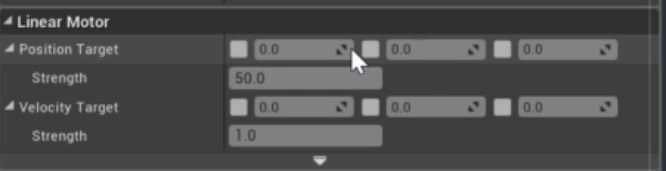 Linear Motor
Position Target 0.0 0.0 0.0
Strength 50.0
Velocity Target 0.0 0.0 0.0
Strength 1.0